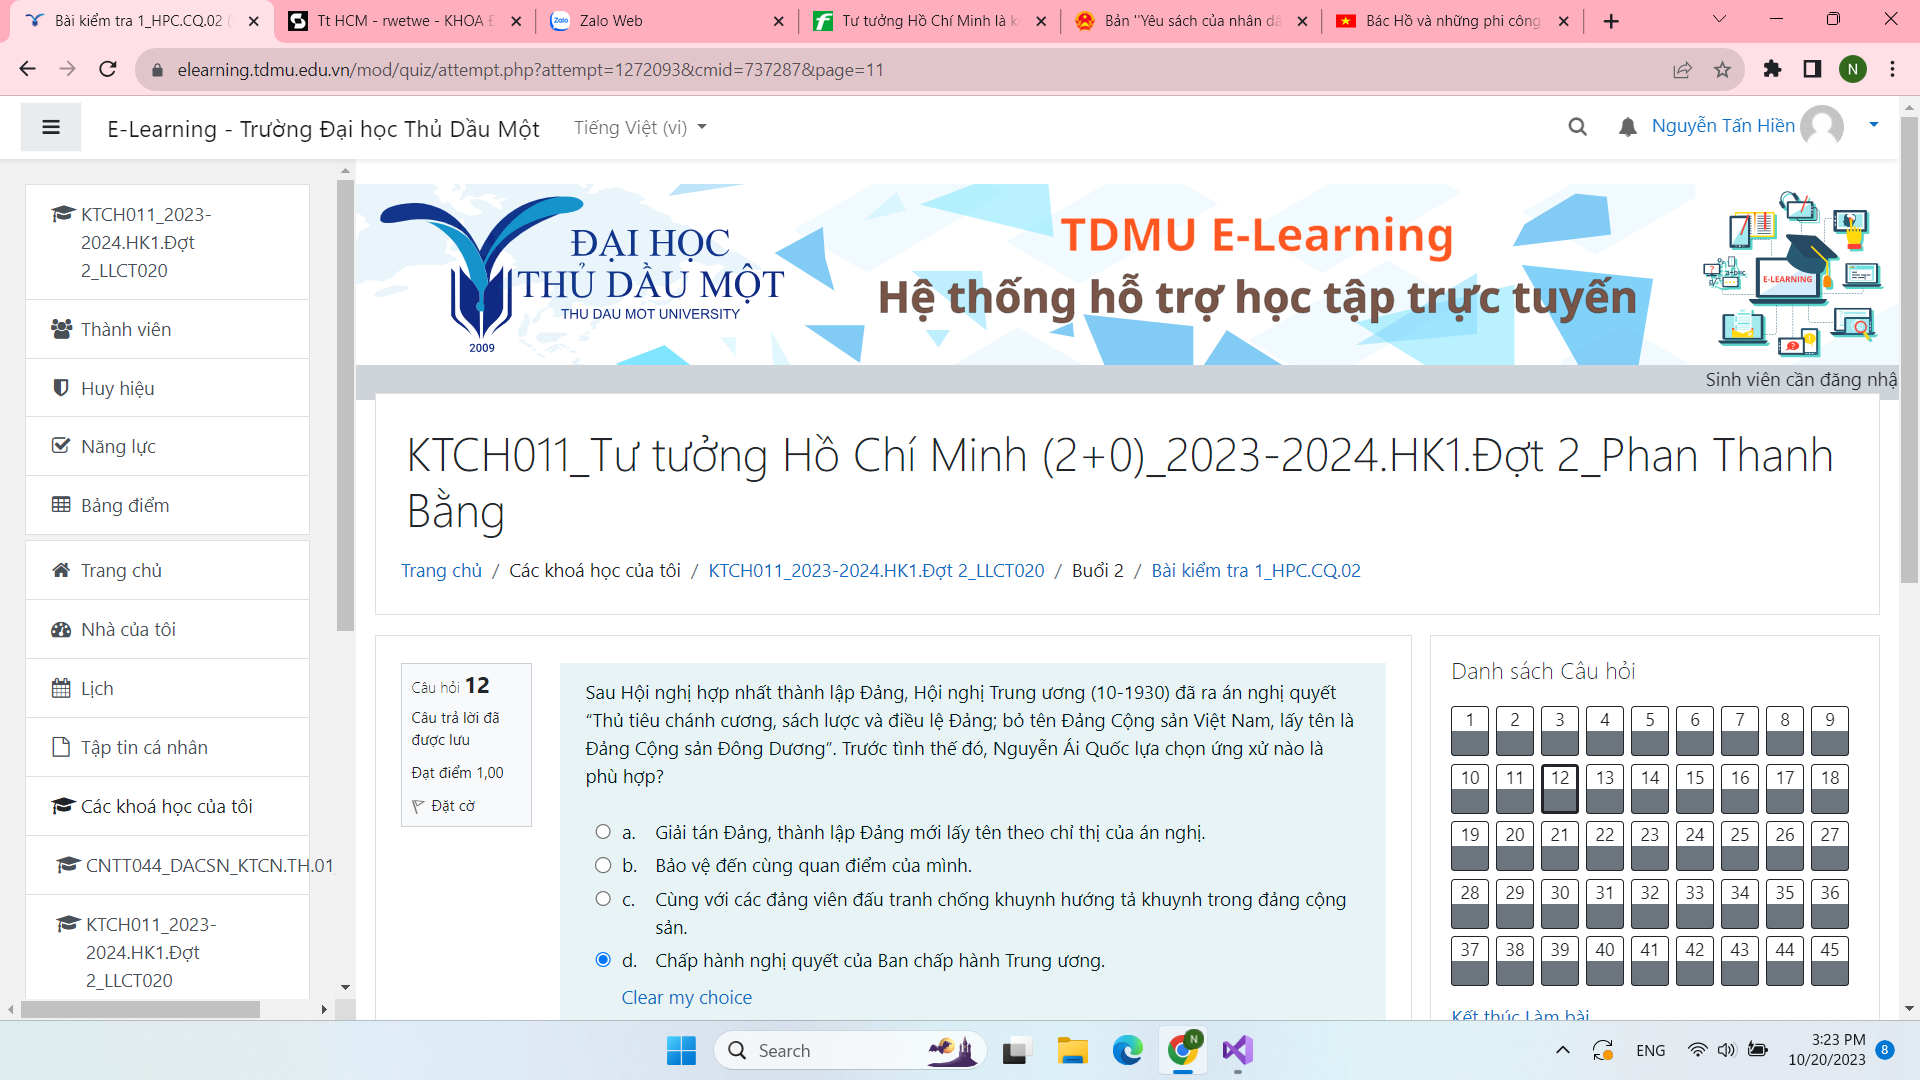 Bài kiểm tra 1_HPC.CQ.02
Tt HCM - rwetwe - KHOA
Zalo Web
Tư tưởng Hồ Chí Minh là
Bản "Yêu sách của nhân
Bác Hồ và những phi công
elearning.tdmu.edu.vn/mod/quiz/attempt.php?attempt=1272093&cmid=737287&page=11
N
E-Learning - Trường Đại học Thủ Dầu Một
Tiếng Việt (vi)
Nguyễn Tấn Hiền
KTCH011_2023-
2024.HK1.Đợt
2_LLCT020
Thành viên
Huy hiệu
Năng lực
Bảng điểm
Trang chủ
Nhà của tôi
Lịch
Tập tin cá nhân
Các khoá học của tôi
CNTT044_DACSN_KTCN.TH.01
KTCH011_2023-
2024.HK1.Đợt
2_LLCT020
ĐẠI HỌC
THỦ DẦU MỘT
THU DAU MOT UNIVERSITY
2009
TDMU E-Learning
Hệ thống hỗ trợ học tập trực tuyến
E-LEARNING
Sinh viên cần đăng nhậ
KTCH011_Tư tưởng Hồ Chí Minh (2+0)_2023-2024.HK1.Đợt 2_Phan Thanh
Bằng
Trang chủ / Các khoá học của tôi / KTCH011_2023-2024.HK1.Đợt 2_LLCT020 / Buổi 2 / Bài kiểm tra 1_HPC.CQ.02
Câu hỏi 12
Câu trả lời đã
được lưu
Đạt điểm 1,00
Đặt cờ
Sau Hội nghị hợp nhất thành lập Đảng, Hội nghị Trung ương (10-1930) đã ra án nghị quyết
“Thủ tiêu chánh cương, sách lược và điều lệ Đảng; bỏ tên Đảng Cộng sản Việt Nam, lấy tên là
Đảng Cộng sản Đông Dương”. Trước tình thế đó, Nguyễn Ái Quốc lựa chọn ứng xử nào là
phù hợp?
a. Giải tán Đảng, thành lập Đảng mới lấy tên theo chỉ thị của án nghị.
b. Bảo vệ đến cùng quan điểm của mình.
c. Cùng với các đảng viên đấu tranh chống khuynh hướng tả khuynh trong đảng cộng
sản.
d. Chấp hành nghị quyết của Ban chấp hành Trung ương.
Clear my choice
Danh sách Câu hỏi
1 2 3 4 5 6 7 8 9
10 11 12 13 14 15 16 17 18
19 20 21 22 23 24 25 26 27
28 29 30 31 32 33 34 35 36
37 38 39 40 41 42 43 44 45
Kết thúc Làm bài
Search
N
ENG
3:23 PM
10/20/2023
8